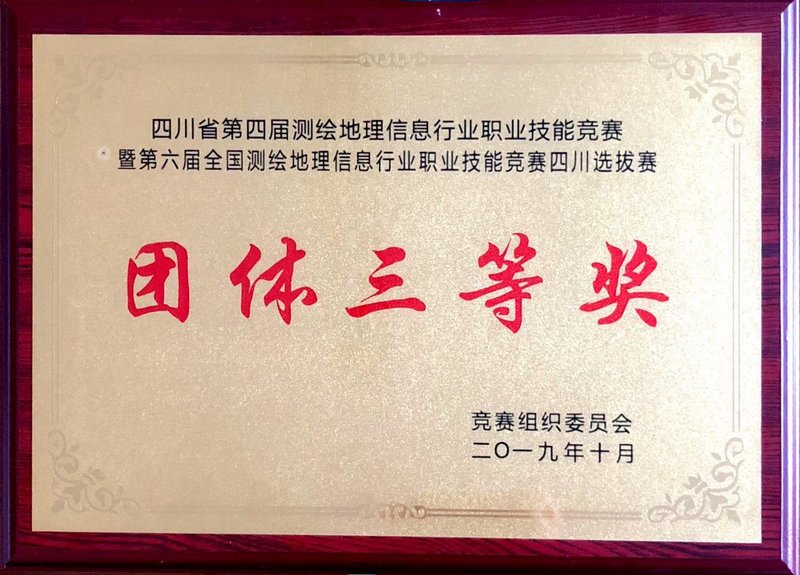 四川省第四届测绘地理信息行业职业技能竞赛
暨第六届全国测绘地理信息行业职业技能竞赛四川选拔赛
团体三等奖
竞赛组织委员会
二〇一九年十月